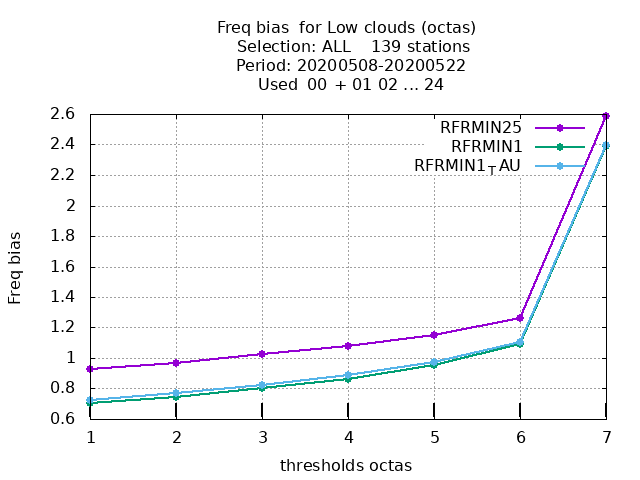 Freq bias  for Low clouds (octas)
Selection: ALL    139 stations
Period: 20200508-20200522
Used  00 + 01 02 ... 24
RFRMIN25
RFRMIN1
RFRMIN1TAU
2.6
2.4
2.2
2
1.8
1.6
1.4
1.2
1
0.8
0.6
Freq bias
1 2 3 4 5 6 7
thresholds octas